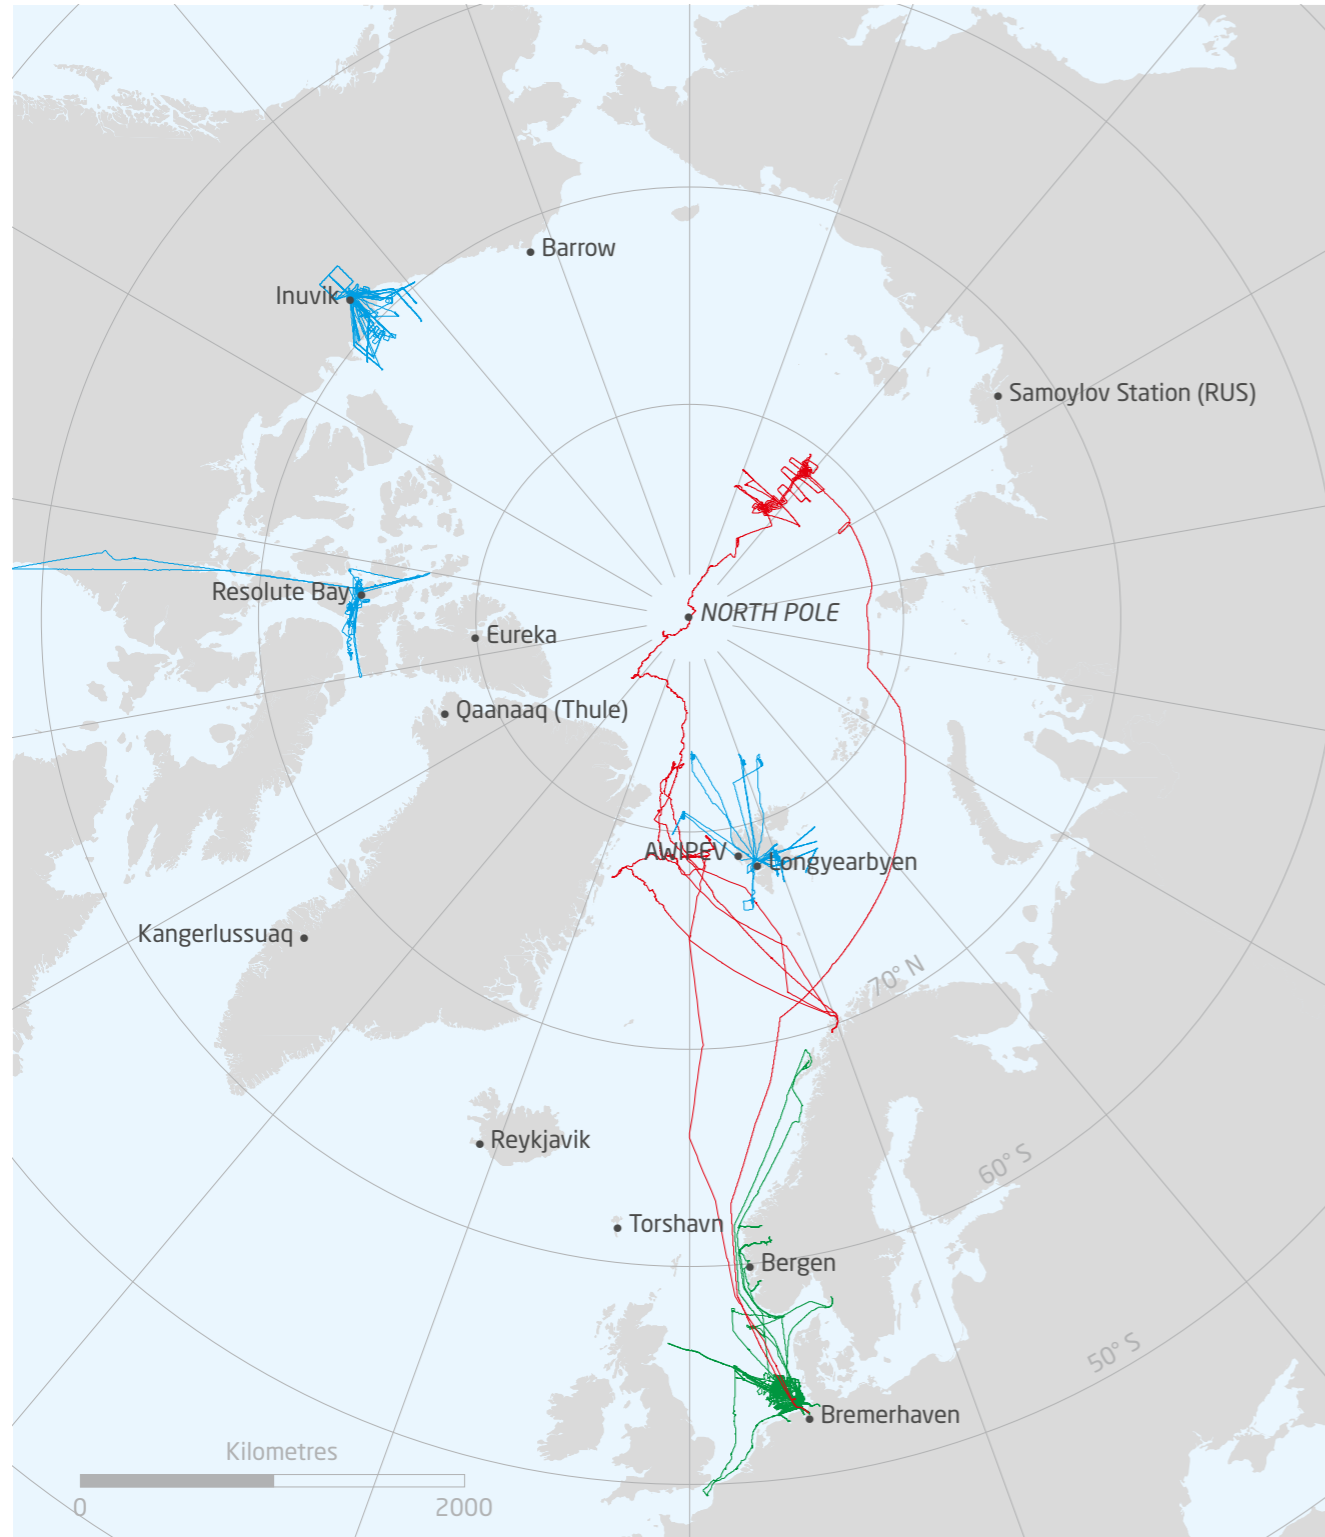 Barrow
Inuvik
Samoylov Station (RUS)
Resolute Bay
NORTH POLE
Eureka
Qaanaaq (Thule)
AWIPEV
Longyearbyen
Kangerlussuaq
70° N
Reykjavik
60° S
Torshavn
Bergen
50° S
Bremerhaven
Kilometres
0 2000